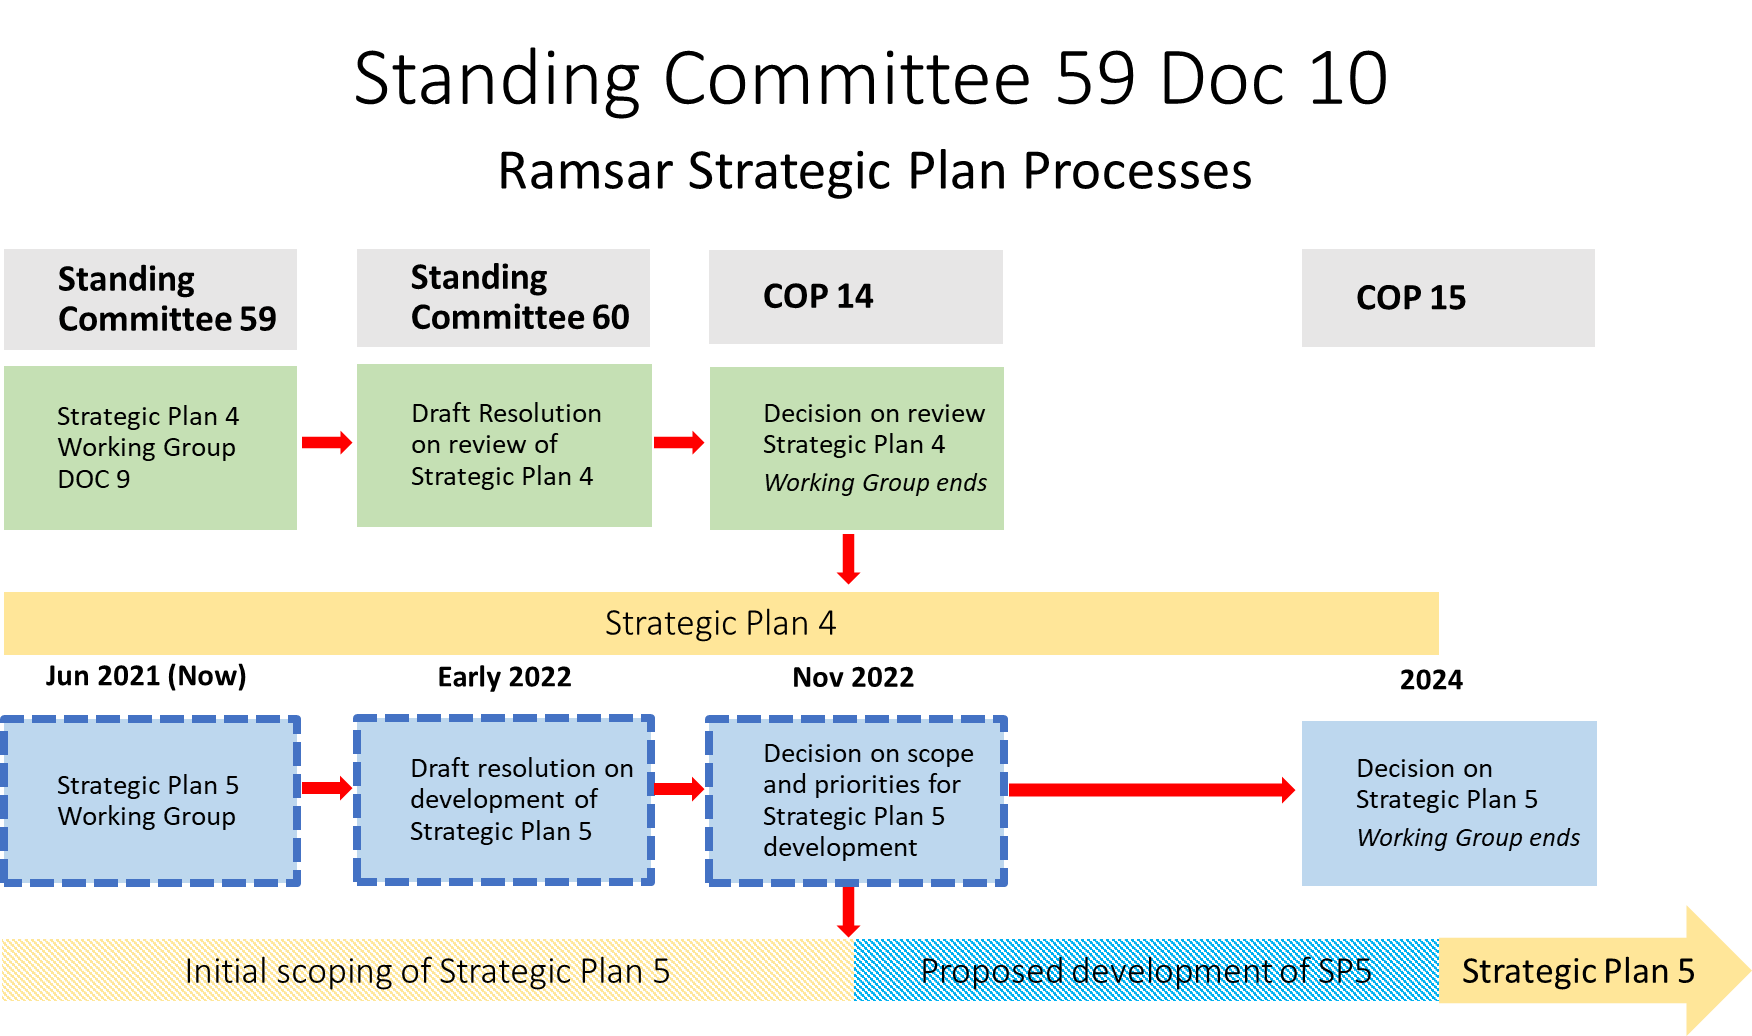 Standing Committee 59 Doc 10
Ramsar Strategic Plan Processes
Standing
Committee 59
Standing
Committee 60
COP 14
COP 15
Strategic Plan 4
Working Group
DOC 9
Draft Resolution
on review of
Strategic Plan 4
Decision on review
Strategic Plan 4
Working Group ends
Strategic Plan 4
Jun 2021 (Now)
Early 2022
Nov 2022
2024
Strategic Plan 5
Working Group
Draft resolution on
development of
Strategic Plan 5
Decision on scope
and priorities for
Strategic Plan 5
development
Decision on
Strategic Plan 5
Working Group ends
Initial scoping of Strategic Plan 5
Proposed development of SP5
Strategic Plan 5